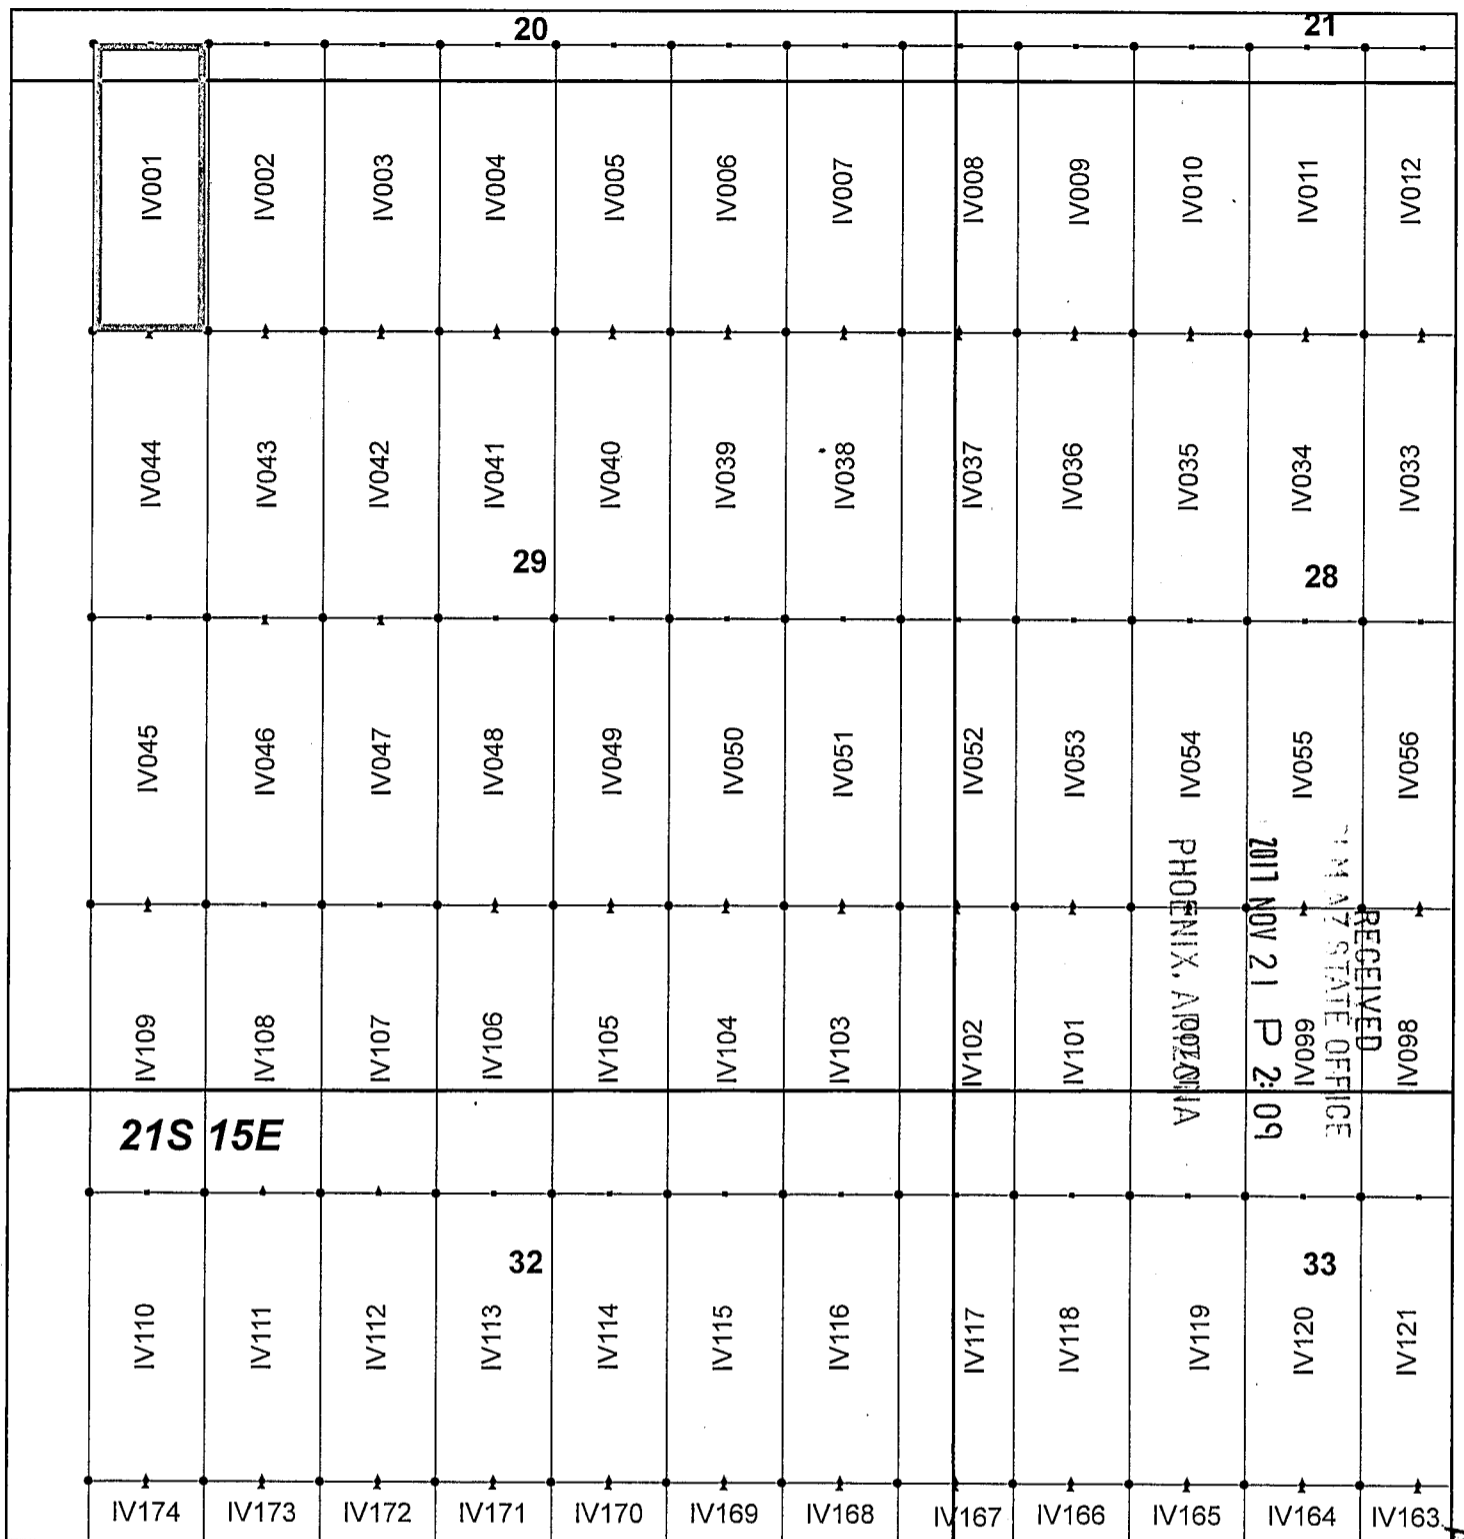 20 21
IV001 IV002 IV003 IV004 IV005 IV006 IV007 IV008 IV009 IV010 IV011 IV012
IV044 IV043 IV042 IV041 IV040 IV039 IV038 IV037 IV036 IV035 IV034 IV033
29 28
IV045 IV046 IV047 IV048 IV049 IV050 IV051 IV052 IV053 IV054 IV055 IV056
RECEIVED
STATE OFFICE
2011 NOV 21 P 2:09
PHOENIX, ARIZONA
IV109 IV108 IV107 IV106 IV105 IV104 IV103 IV102 IV101 IV099 IV098
21S 15E
32 33
IV110 IV111 IV112 IV113 IV114 IV115 IV116 IV117 IV118 IV119 IV120 IV121
IV174 IV173 IV172 IV171 IV170 IV169 IV168 IV167 IV166 IV165 IV164 IV163